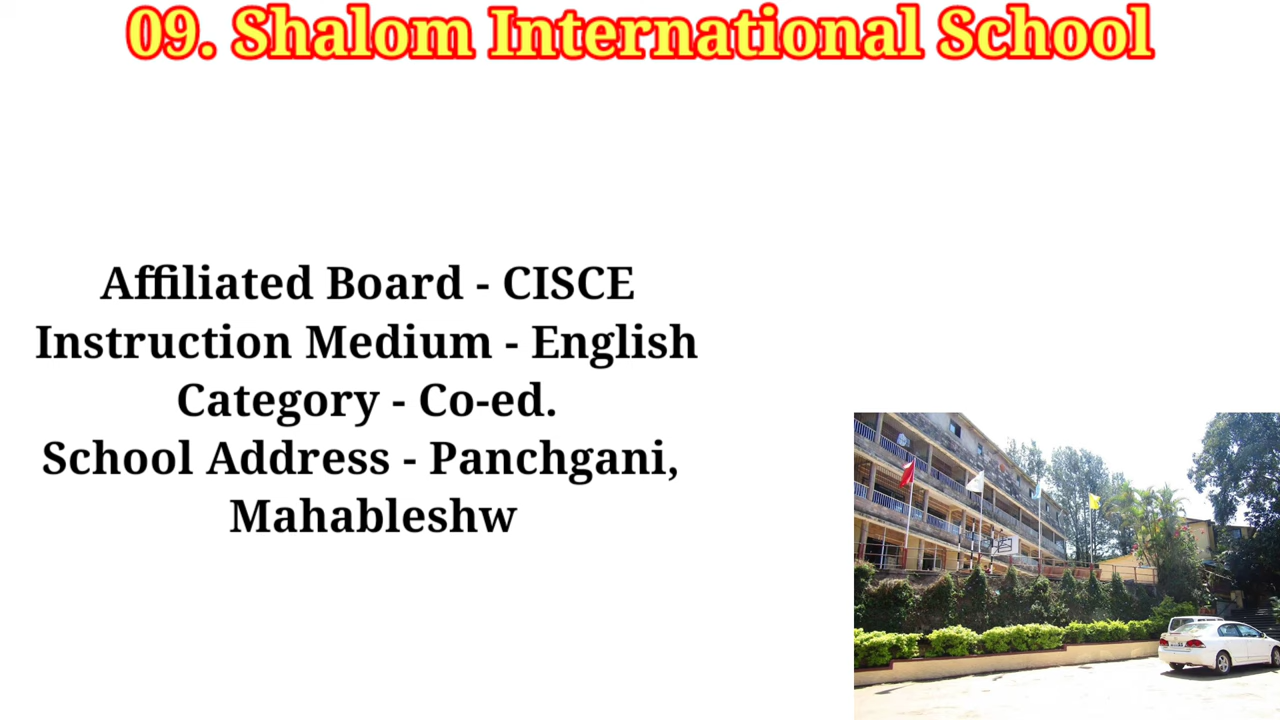 09. Shalom International School
Affiliated Board - CISCE
Instruction Medium - English
Category - Co-ed.
School Address - Panchgani,
Mahableshw